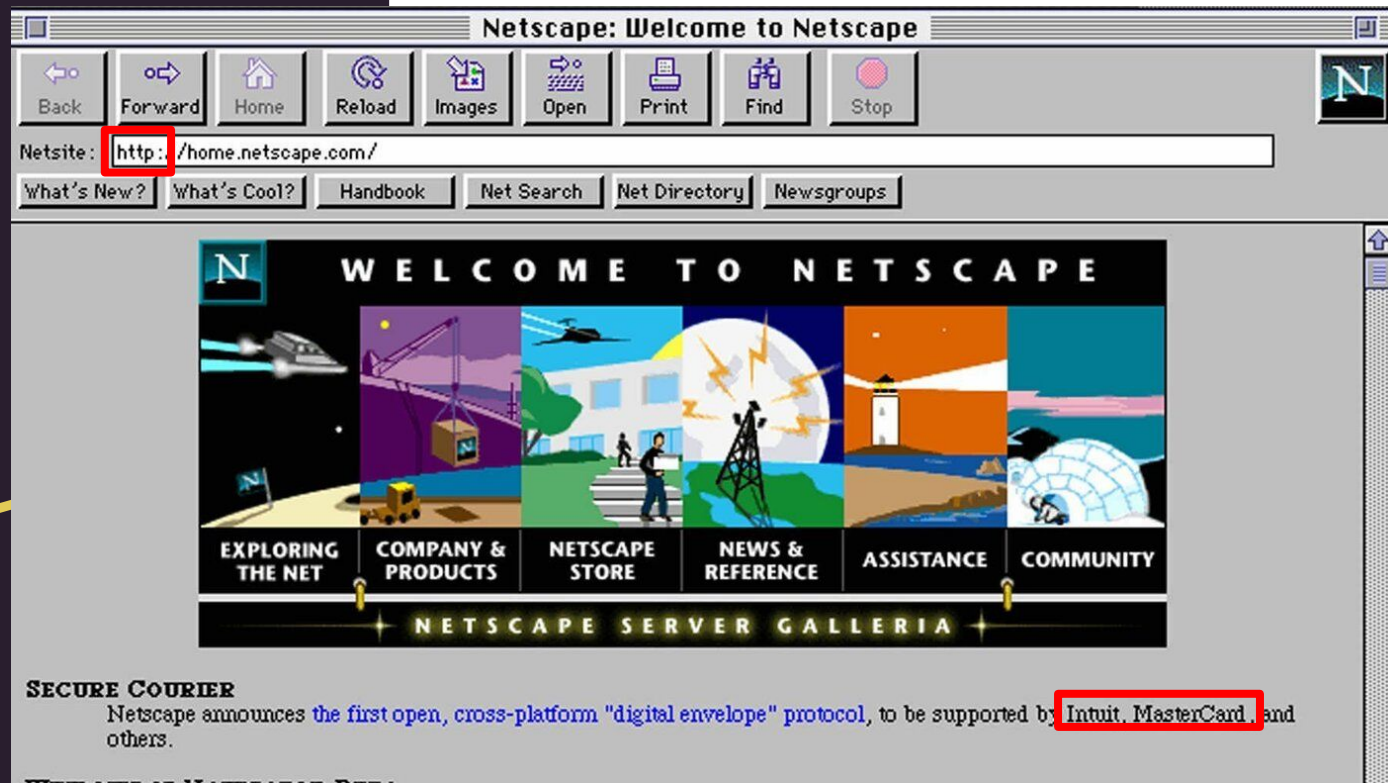 Netscape: Welcome to Netscape
Back Forward Home Reload Images Open Print Find Stop
N
Netsite: http://home.netscape.com/
What's New? What's Cool? Handbook Net Search Net Directory Newsgroups
N WELCOME TO NETSCAPE
EXPLORING THE NET
COMPANY & PRODUCTS
NETSCAPE STORE
NEWS & REFERENCE
ASSISTANCE
COMMUNITY
NETSCAPE SERVER GALLERIA
SECURE COURIER
Netscape announces the first open, cross-platform "digital envelope" protocol, to be supported by Intuit, MasterCard, and
others.